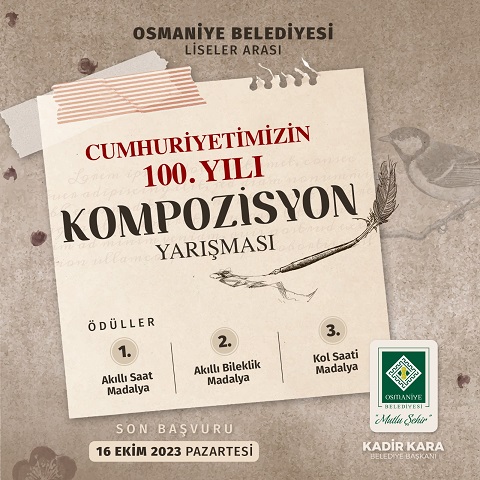 OSMANİYE BELEDİYESİ
LİSELER ARASI
CUMHURİYETİMİZİN
100. YILI
KOMPOZİSYON
YARIŞMASI
ÖDÜLLER
1.
Akıllı Saat
Madalya
2.
Akıllı Bileklik
Madalya
3.
Kol Saati
Madalya
OSMANİYE
BELEDİYESİ
"Mutlu Şehir"
KADİR KARA
BELEDİYE BAŞKANI
SON BAŞVURU
16 EKİM 2023 PAZARTESİ